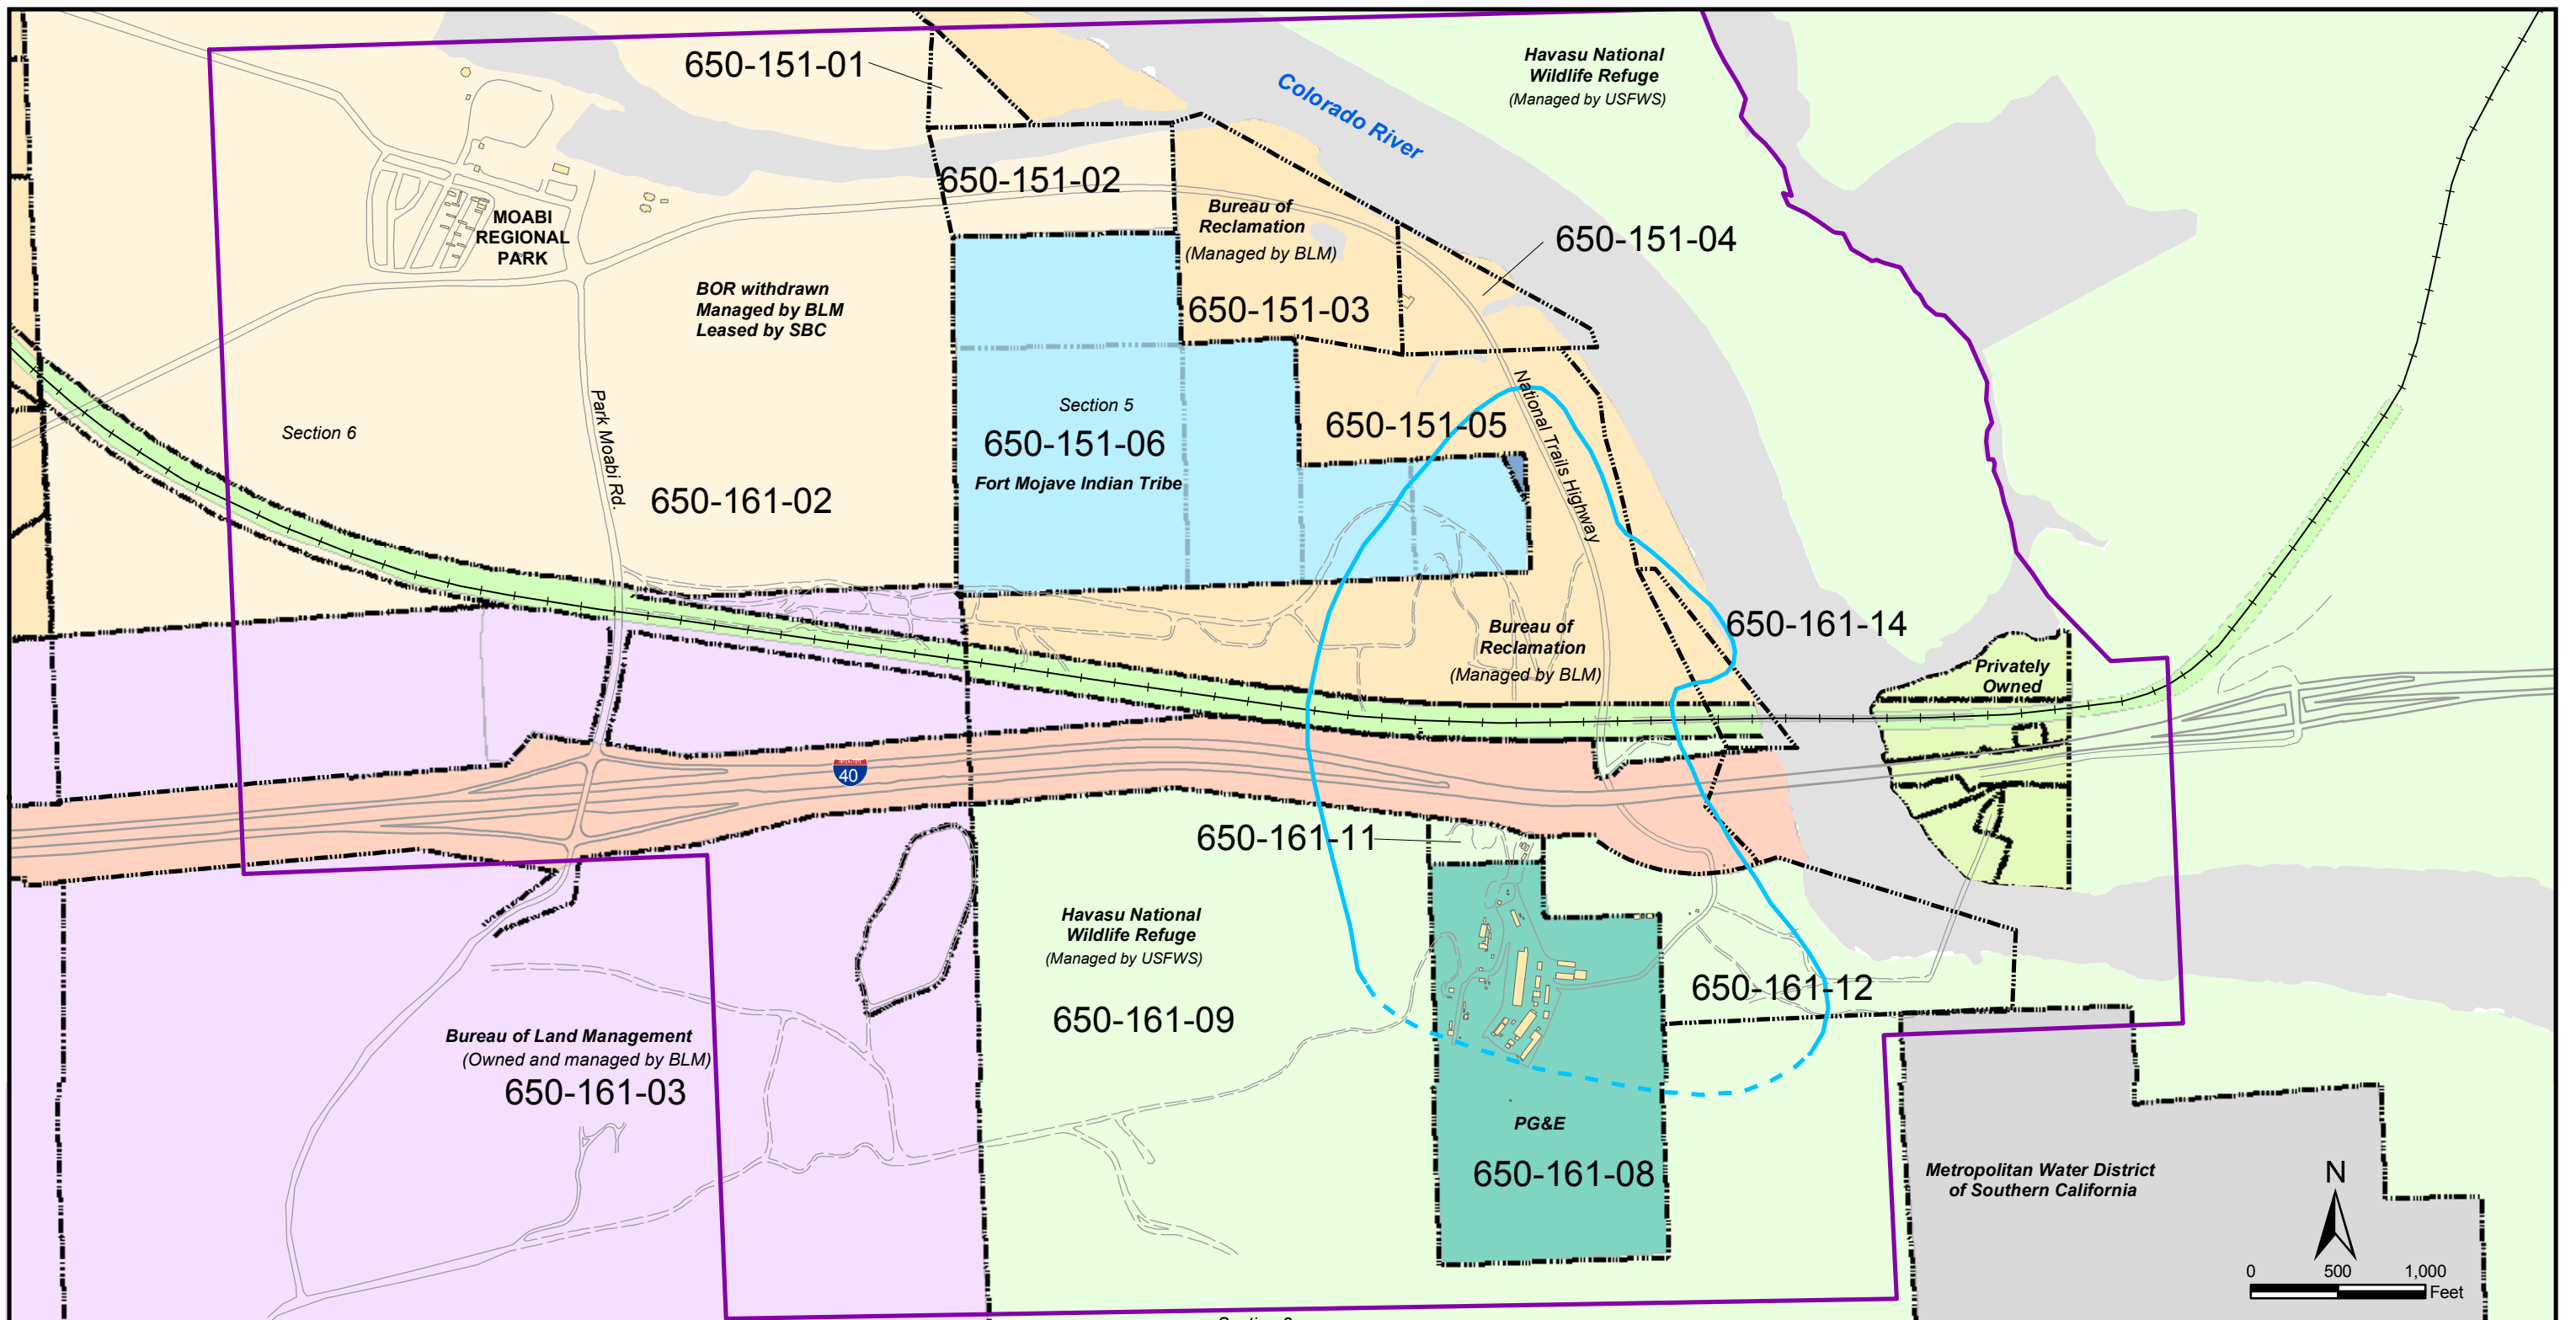 650-151-01
Havasu National
Wildlife Refuge
(Managed by USFWS)
Colorado River
650-151-02
MOABI
REGIONAL
PARK
Bureau of
Reclamation
(Managed by BLM)
650-151-04
BOR withdrawn
Managed by BLM
Leased by SBC
650-151-03
Section 5
650-151-06
Fort Mojave Indian Tribe
650-151-05
National Trails Highway
Section 6
Park Moabi Rd.
650-161-02
Bureau of
Reclamation
(Managed by BLM)
650-161-14
Privately
Owned
40
650-161-11
Havasu National
Wildlife Refuge
(Managed by USFWS)
650-161-09
650-161-12
Bureau of Land Management
(Owned and managed by BLM)
650-161-03
PG&E
650-161-08
Metropolitan Water District
of Southern California
N
0 500 1,000
Feet